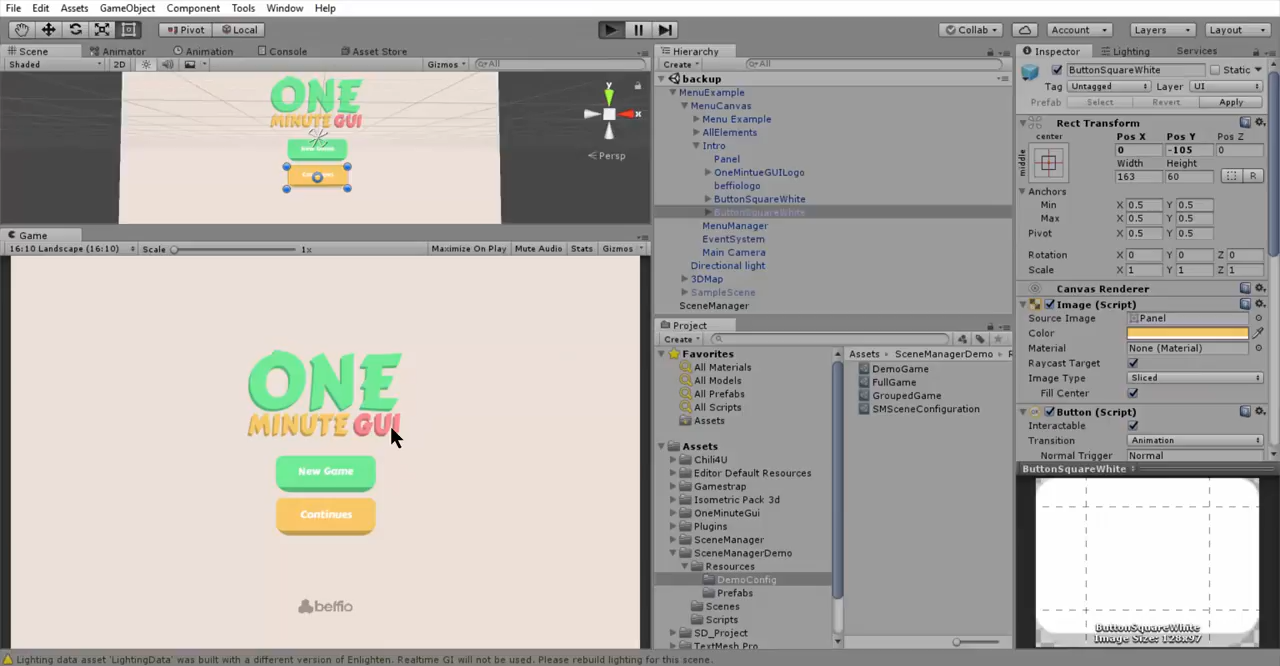 File Edit Assets GameObject Component Tools Window Help
Pivot Local Collab Account Layers Layout
Scene Animator Animation Console Asset Store
Shaded 2D Gizmos All
y
x
Persp
ONE
MINUTE GUI
New Game
Game
16:10 Landscape (16:10) Scale 1x Maximize On Play Mute Audio Stats Gizmos
ONE
MINUTE GUI
New Game
Continues
beffio
Hierarchy
Create All
backup
MenuExample
MenuCanvas
Menu Example
AllElements
Intro
Panel
OneMintueGUILogo
beffiologo
ButtonSquareWhite
ButtonSquareWhite
MenuManager
EventSystem
Main Camera
Directional light
3DMap
SampleScene
SceneManager
Project
Create
Favorites
All Materials
All Models
All Prefabs
All Scripts
Assets
Assets
Chili4U
Editor Default Resources
Gamestrap
Isometric Pack 3d
OneMinuteGui
Plugins
SceneManager
SceneManagerDemo
Resources
DemoConfig
Prefabs
Scenes
Scripts
SD_Project
TextMesh Pro
Assets SceneManagerDemo
DemoGame
FullGame
GroupedGame
SMSceneConfiguration
Inspector Lighting Services
ButtonSquareWhite Static
Tag Untagged Layer UI
Prefab Select Revert Apply
Rect Transform
center Pos X Pos Y Pos Z
middle 0 -105 0
Width Height
163 60 R
Anchors
Min X 0.5 Y 0.5
Max X 0.5 Y 0.5
Pivot X 0.5 Y 0.5
Rotation X 0 Y 0 Z 0
Scale X 1 Y 1 Z 1
Canvas Renderer
Image (Script)
Source Image Panel
Color
Material None (Material)
Raycast Target
Image Type Sliced
Fill Center
Button (Script)
Interactable
Transition Animation
Normal Trigger Normal
ButtonSquareWhite
ButtonSquareWhite
Image Size: 128x97
Lighting data asset 'LightingData' was built with a different version of Enlighten. Realtime GI will not be used. Please rebuild lighting for this scene.